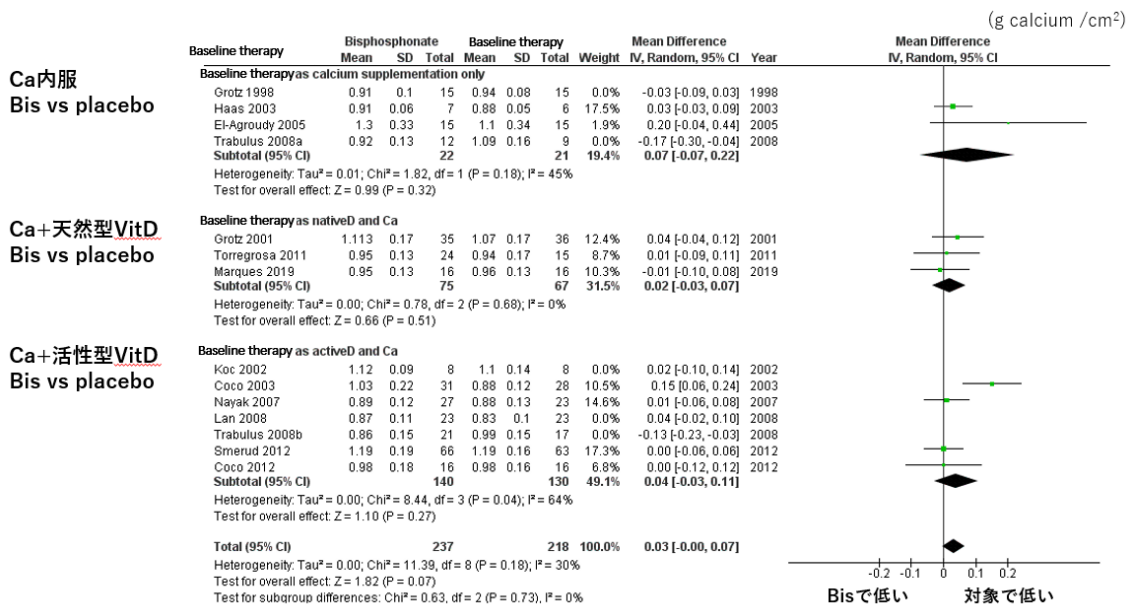 (g calcium /cm²)
Bisphosphonate Baseline therapy Mean Difference Mean Difference
Baseline therapy Mean SD Total Mean SD Total Weight IV, Random, 95% CI Year IV, Random, 95% CI
Ca内服
Bis vs placebo
Baseline therapy as calcium supplementation only
Grotz 1998 0.91 0.1 15 0.94 0.08 15 0.0% -0.03 [-0.09, 0.03] 1998
Haas 2003 0.91 0.06 7 0.88 0.05 6 17.5% 0.03 [-0.03, 0.09] 2003
El-Agroudy 2005 1.3 0.33 15 1.1 0.34 15 1.9% 0.20 [-0.04, 0.44] 2005
Trabulus 2008a 0.92 0.13 12 1.09 0.16 9 0.0% -0.17 [-0.30, -0.04] 2008
Subtotal (95% CI) 22 21 19.4% 0.07 [-0.07, 0.22]
Heterogeneity: Tau² = 0.01; Chi² = 1.82, df = 1 (P = 0.18); I² = 45%
Test for overall effect: Z = 0.99 (P = 0.32)
Ca+天然型VitD
Bis vs placebo
Baseline therapy as nativeD and Ca
Grotz 2001 1.113 0.17 35 1.07 0.17 36 12.4% 0.04 [-0.04, 0.12] 2001
Torregrosa 2011 0.95 0.13 24 0.94 0.17 15 8.7% 0.01 [-0.09, 0.11] 2011
Marques 2019 0.95 0.13 16 0.96 0.13 16 10.3% -0.01 [-0.10, 0.08] 2019
Subtotal (95% CI) 75 67 31.5% 0.02 [-0.03, 0.07]
Heterogeneity: Tau² = 0.00; Chi² = 0.78, df = 2 (P = 0.68); I² = 0%
Test for overall effect: Z = 0.66 (P = 0.51)
Ca+活性型VitD
Bis vs placebo
Baseline therapy as activeD and Ca
Koc 2002 1.12 0.09 8 1.1 0.14 8 0.0% 0.02 [-0.10, 0.14] 2002
Coco 2003 1.03 0.22 31 0.88 0.12 28 10.5% 0.15 [0.06, 0.24] 2003
Nayak 2007 0.89 0.12 27 0.88 0.13 23 14.6% 0.01 [-0.06, 0.08] 2007
Lan 2008 0.87 0.11 23 0.83 0.1 23 0.0% 0.04 [-0.02, 0.10] 2008
Trabulus 2008b 0.86 0.15 21 0.99 0.15 17 0.0% -0.13 [-0.23, -0.03] 2008
Smerud 2012 1.19 0.19 66 1.19 0.16 63 17.3% 0.00 [-0.06, 0.06] 2012
Coco 2012 0.98 0.18 16 0.98 0.16 16 6.8% 0.00 [-0.12, 0.12] 2012
Subtotal (95% CI) 140 130 49.1% 0.04 [-0.03, 0.11]
Heterogeneity: Tau² = 0.00; Chi² = 8.44, df = 3 (P = 0.04); I² = 64%
Test for overall effect: Z = 1.10 (P = 0.27)
Total (95% CI) 237 218 100.0% 0.03 [-0.00, 0.07]
Heterogeneity: Tau² = 0.00; Chi² = 11.39, df = 8 (P = 0.18); I² = 30%
Test for overall effect: Z = 1.82 (P = 0.07)
Test for subgroup differences: Chi² = 0.63, df = 2 (P = 0.73), I² = 0%
-0.2 -0.1 0 0.1 0.2
Bisで低い 対象で低い